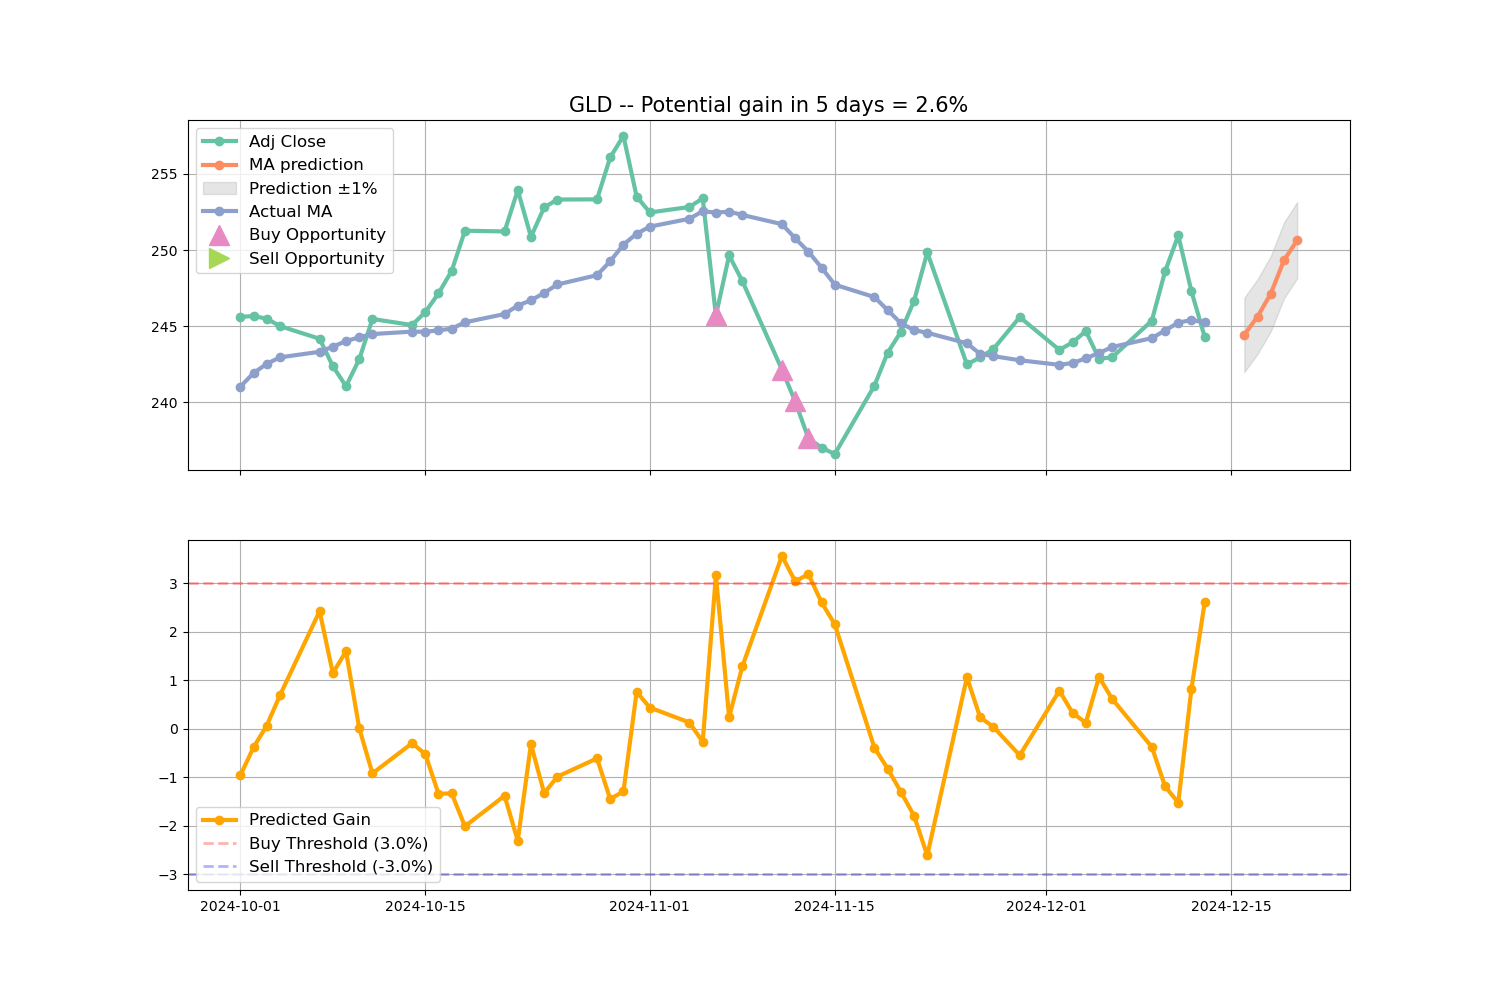 GLD -- Potential gain in 5 days = 2.6%
Adj Close
MA prediction
Prediction ±1%
Actual MA
Buy Opportunity
Sell Opportunity
255
250
245
240
3
2
1
0
−1
−2
−3
Predicted Gain
Buy Threshold (3.0%)
Sell Threshold (-3.0%)
2024-10-01
2024-10-15
2024-11-01
2024-11-15
2024-12-01
2024-12-15